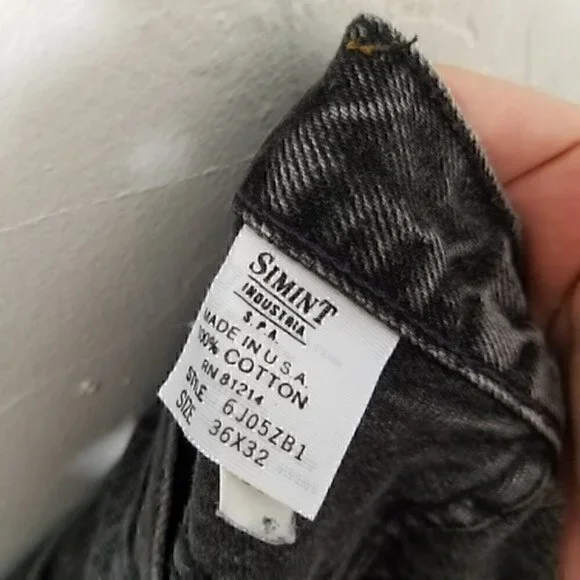 SIMINT
INDUSTRIA
S.P.A.
MADE IN U.S.A.
100% COTTON
RN 81214
STYLE 6J05ZB1
SIZE 36X32